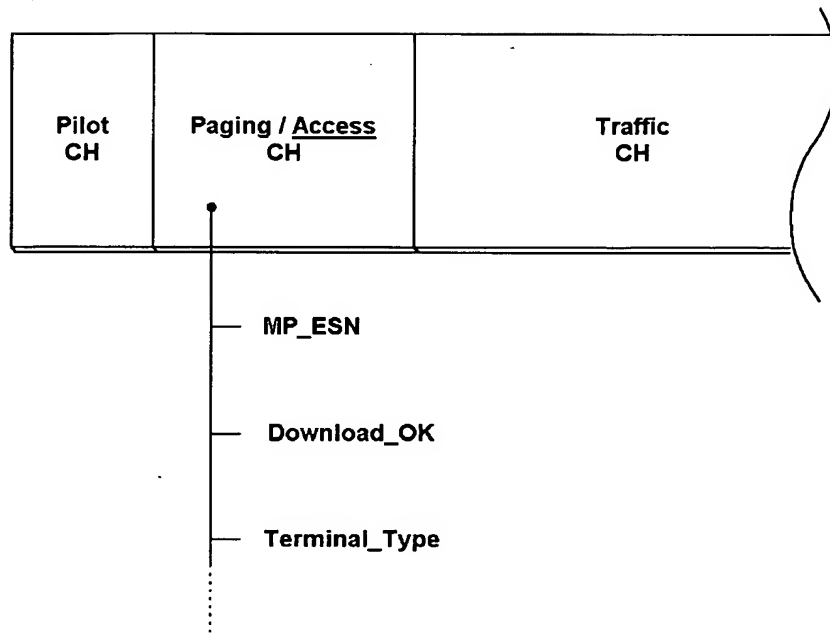 Pilot
CH
Paging / Access
CH
Traffic
CH
MP_ESN
Download_OK
Terminal_Type